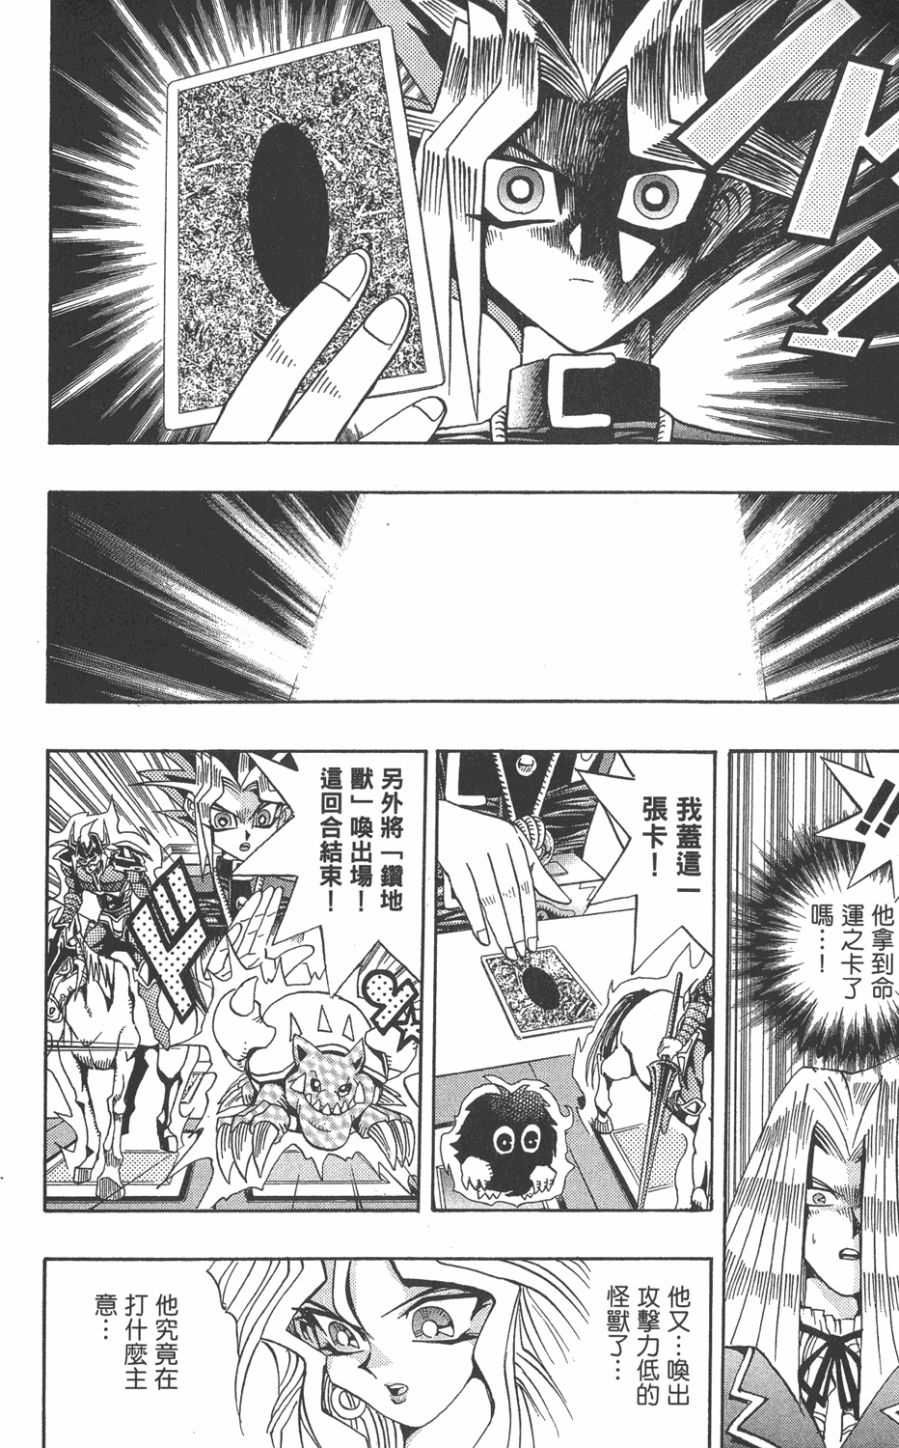 !!
他拿到命
運之卡了
嗎…！
我蓋這一
張卡！
另外將「鑽地
獸」喚出場！
這回合結束！
他又…喚出
攻擊力低的
怪獸了…
他究竟在
打什麼主
意…